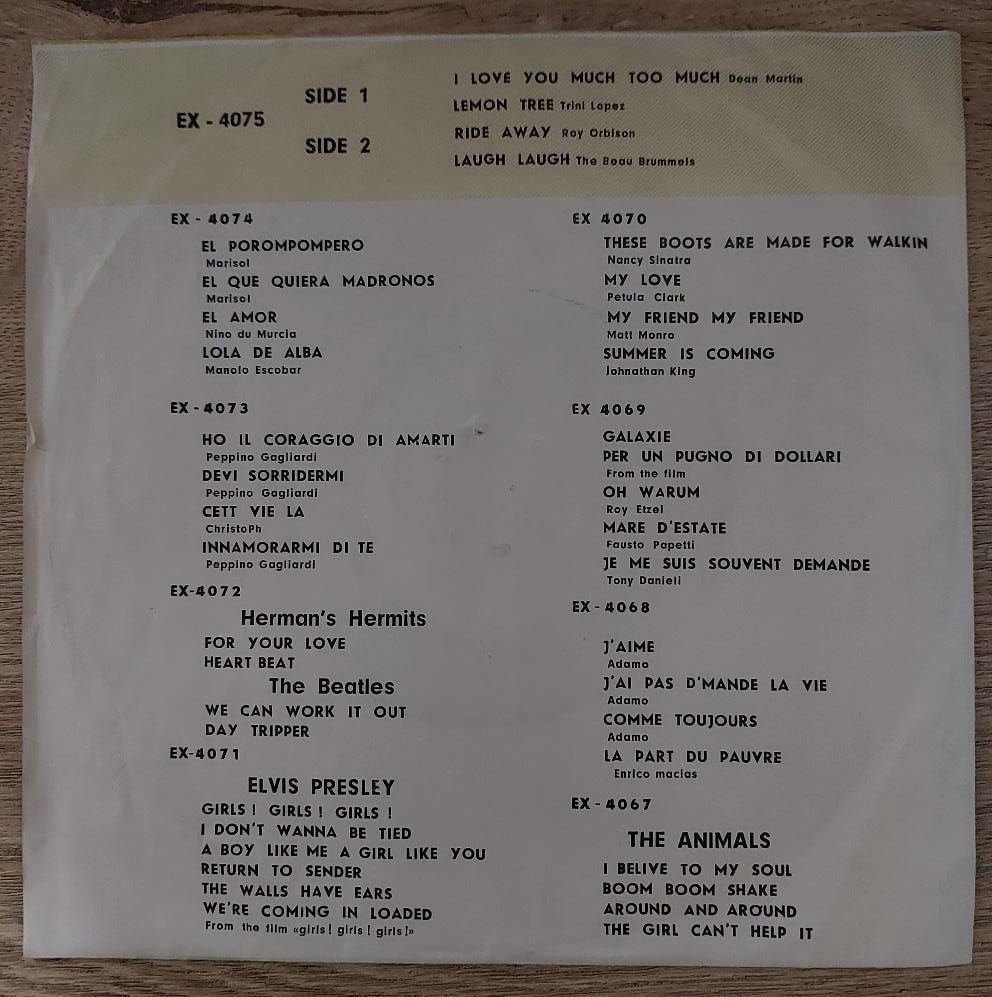 EX - 4075
SIDE 1
SIDE 2
I LOVE YOU MUCH TOO MUCH Dean Martin
LEMON TREE Trini Lopez
RIDE AWAY Roy Orbison
LAUGH LAUGH The Beau Brummels
EX - 4074
EL POROMPOMPERO
Marisol
EL QUE QUIERA MADRONOS
Marisol
EL AMOR
Nino du Murcia
LOLA DE ALBA
Manolo Escobar
EX - 4073
HO IL CORAGGIO DI AMARTI
Peppino Gagliardi
DEVI SORRIDERMI
Peppino Gagliardi
CETT VIE LA
ChristoPh
INNAMORARMI DI TE
Peppino Gagliardi
EX-4072
Herman's Hermits
FOR YOUR LOVE
HEART BEAT
The Beatles
WE CAN WORK IT OUT
DAY TRIPPER
EX-4071
ELVIS PRESLEY
GIRLS ! GIRLS ! GIRLS !
I DON'T WANNA BE TIED
A BOY LIKE ME A GIRL LIKE YOU
RETURN TO SENDER
THE WALLS HAVE EARS
WE'RE COMING IN LOADED
From the film «girls ! girls ! girls !»
EX 4070
THESE BOOTS ARE MADE FOR WALKIN
Nancy Sinatra
MY LOVE
Petula Clark
MY FRIEND MY FRIEND
Matt Monro
SUMMER IS COMING
Johnathan King
EX 4069
GALAXIE
PER UN PUGNO DI DOLLARI
From the film
OH WARUM
Roy Etzel
MARE D'ESTATE
Fausto Papetti
JE ME SUIS SOUVENT DEMANDE
Tony Danieli
EX - 4068
J'AIME
Adamo
J'AI PAS D'MANDE LA VIE
Adamo
COMME TOUJOURS
Adamo
LA PART DU PAUVRE
Enrico macias
EX - 4067
THE ANIMALS
I BELIVE TO MY SOUL
BOOM BOOM SHAKE
AROUND AND AROUND
THE GIRL CAN'T HELP IT